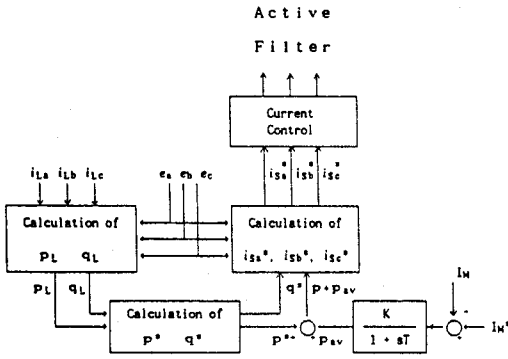 Active
Filter
Current
Control
iSa* iSb* iSc*
iLa iLb iLc
ea eb ec
Calculation of
pL qL
Calculation of
iSa*, iSb*, iSc*
pL qL
q* p*+pav
Calculation of
p* q*
p*+
+
pav
K
1 + sT
IM
-
+
IM*